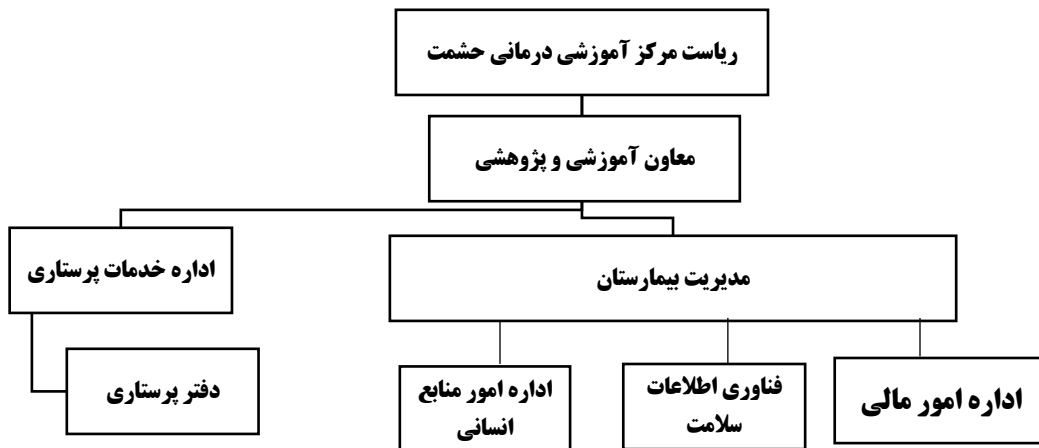 ریاست مرکز آموزشی درمانی حشمت
معاون آموزشی و پژوهشی
مدیریت بیمارستان
اداره خدمات پرستاری
اداره امور مالی
فناوری اطلاعات
سلامت
اداره امور منابع
انسانی
دفتر پرستاری